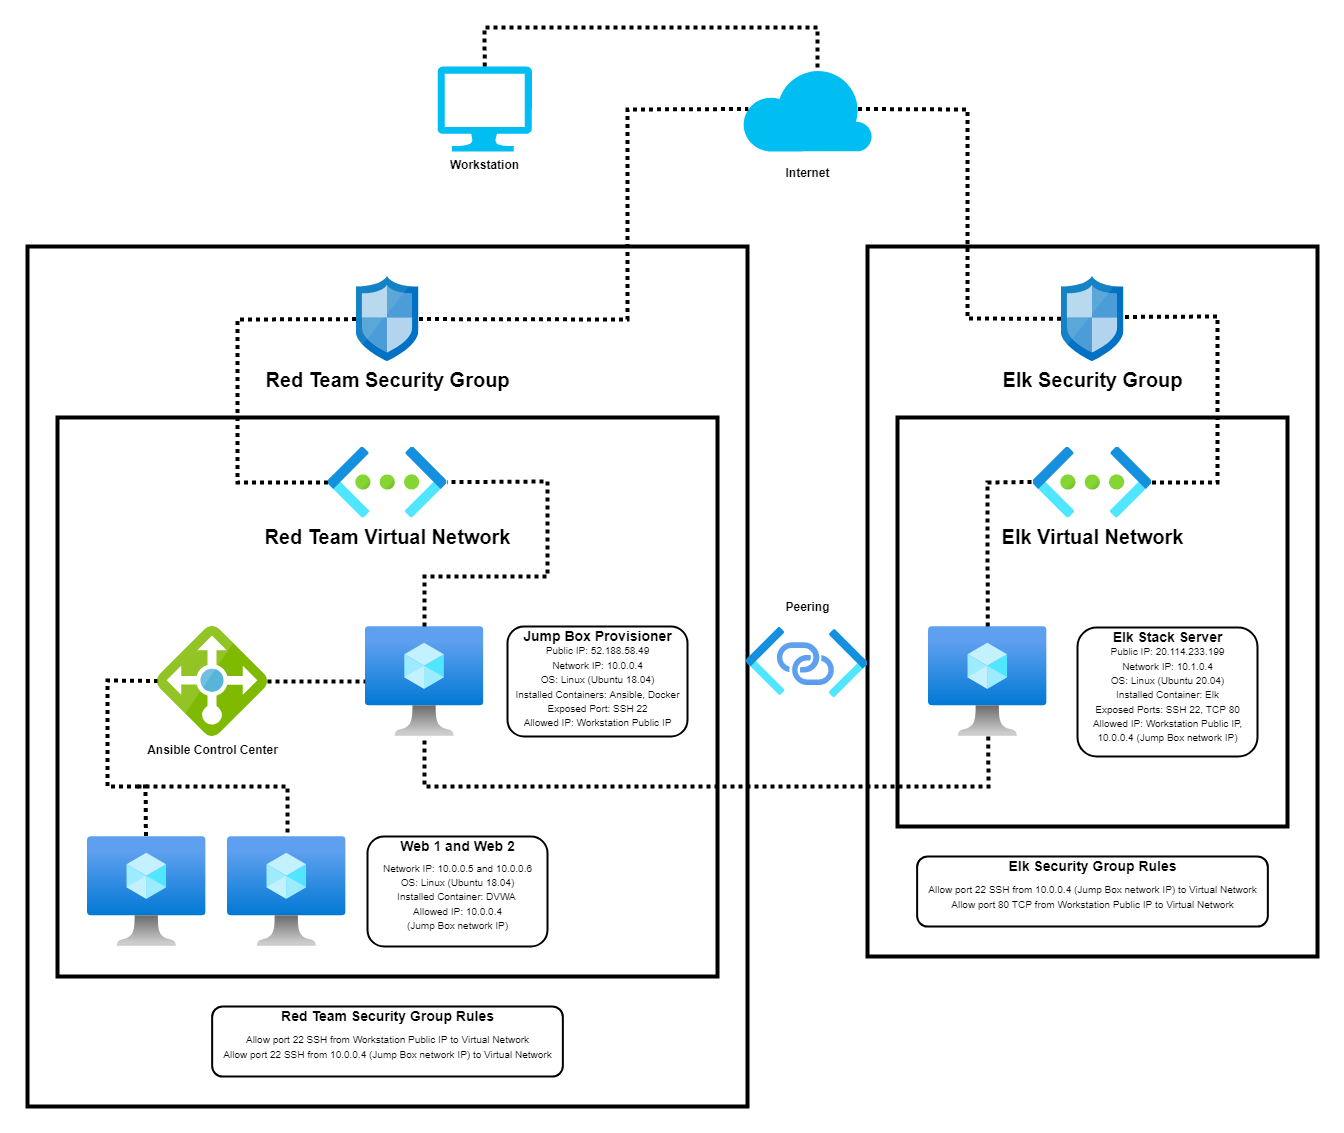 Workstation
Internet
Red Team Security Group
Elk Security Group
Red Team Virtual Network
Elk Virtual Network
Peering
Jump Box Provisioner
Public IP: 52.188.58.49
Network IP: 10.0.0.4
OS: Linux (Ubuntu 18.04)
Installed Containers: Ansible, Docker
Exposed Port: SSH 22
Allowed IP: Workstation Public IP
Elk Stack Server
Public IP: 20.114.233.199
Network IP: 10.1.0.4
OS: Linux (Ubuntu 20.04)
Installed Container: Elk
Exposed Ports: SSH 22, TCP 80
Allowed IP: Workstation Public IP,
10.0.0.4 (Jump Box network IP)
Ansible Control Center
Web 1 and Web 2
Network IP: 10.0.0.5 and 10.0.0.6
OS: Linux (Ubuntu 18.04)
Installed Container: DVWA
Allowed IP: 10.0.0.4
(Jump Box network IP)
Elk Security Group Rules
Allow port 22 SSH from 10.0.0.4 (Jump Box network IP) to Virtual Network
Allow port 80 TCP from Workstation Public IP to Virtual Network
Red Team Security Group Rules
Allow port 22 SSH from Workstation Public IP to Virtual Network
Allow port 22 SSH from 10.0.0.4 (Jump Box network IP) to Virtual Network